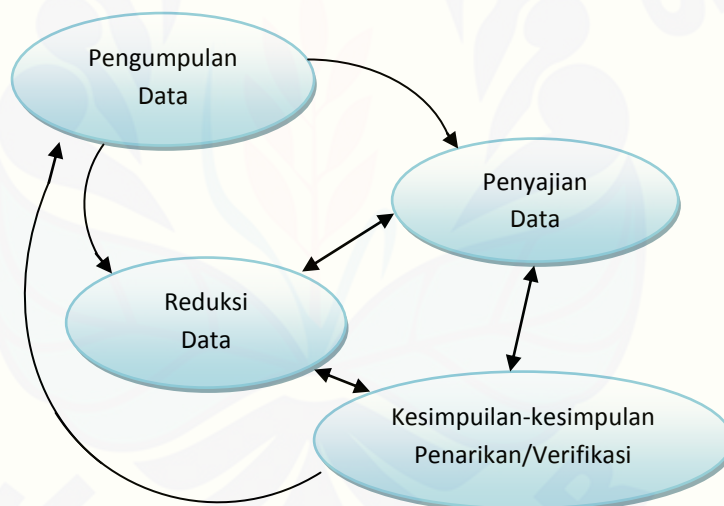 Pengumpulan
Data
Penyajian
Data
Reduksi
Data
Kesimpuilan-kesimpulan
Penarikan/Verifikasi